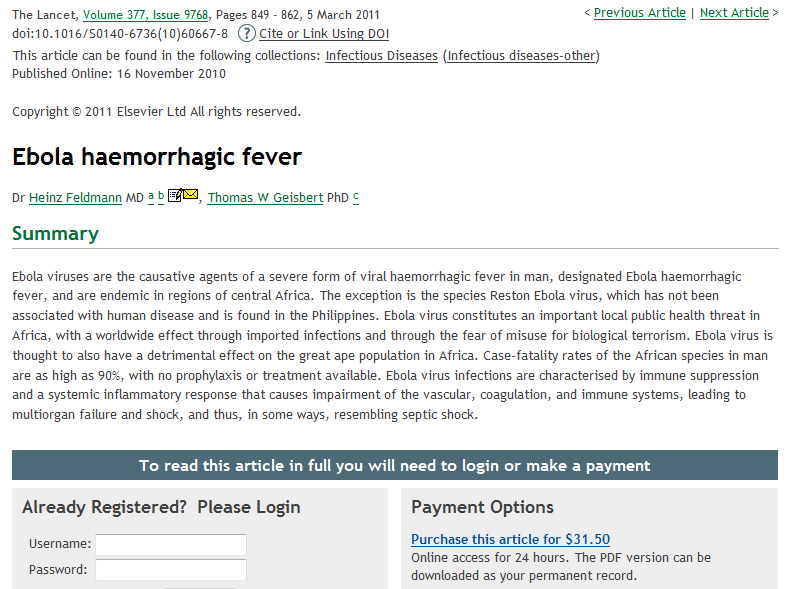 The Lancet, Volume 377, Issue 9768, Pages 849 - 862, 5 March 2011
< Previous Article | Next Article >
doi:10.1016/S0140-6736(10)60667-8 ? Cite or Link Using DOI
This article can be found in the following collections: Infectious Diseases (Infectious diseases-other)
Published Online: 16 November 2010
Copyright © 2011 Elsevier Ltd All rights reserved.
Ebola haemorrhagic fever
Dr Heinz Feldmann MD a b, Thomas W Geisbert PhD c
Summary
Ebola viruses are the causative agents of a severe form of viral haemorrhagic fever in man, designated Ebola haemorrhagic
fever, and are endemic in regions of central Africa. The exception is the species Reston Ebola virus, which has not been
associated with human disease and is found in the Philippines. Ebola virus constitutes an important local public health threat in
Africa, with a worldwide effect through imported infections and through the fear of misuse for biological terrorism. Ebola virus is
thought to also have a detrimental effect on the great ape population in Africa. Case-fatality rates of the African species in man
are as high as 90%, with no prophylaxis or treatment available. Ebola virus infections are characterised by immune suppression
and a systemic inflammatory response that causes impairment of the vascular, coagulation, and immune systems, leading to
multiorgan failure and shock, and thus, in some ways, resembling septic shock.
To read this article in full you will need to login or make a payment
Already Registered? Please Login
Username:
Password:
Payment Options
Purchase this article for $31.50
Online access for 24 hours. The PDF version can be
downloaded as your permanent record.